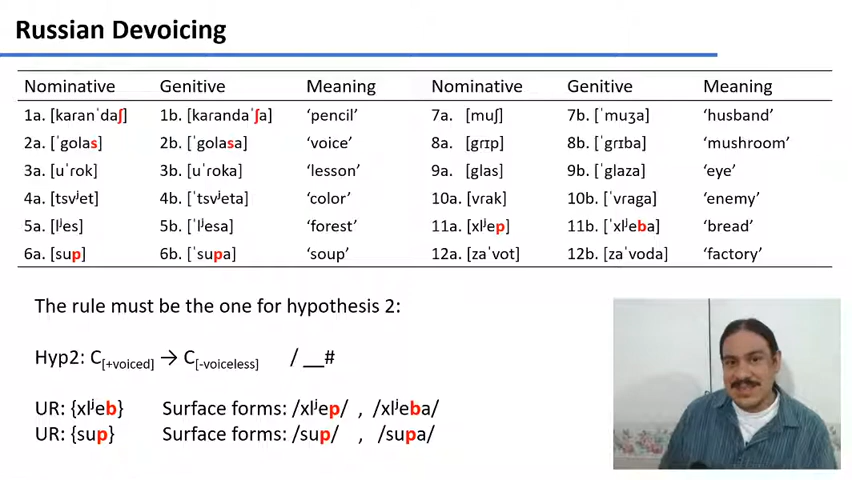 Russian Devoicing
Nominative Genitive Meaning Nominative Genitive Meaning
1a. [karanˈdaʃ] 1b. [karandaˈʃa] ‘pencil’ 7a. [muʃ] 7b. [ˈmuʒa] ‘husband’
2a. [ˈgolas] 2b. [ˈgolasa] ‘voice’ 8a. [grɪp] 8b. [ˈgrɪba] ‘mushroom’
3a. [uˈɾok] 3b. [uˈɾoka] ‘lesson’ 9a. [glas] 9b. [ˈglaza] ‘eye’
4a. [tsvʲet] 4b. [ˈtsvʲeta] ‘color’ 10a. [vrak] 10b. [ˈvraga] ‘enemy’
5a. [lʲes] 5b. [ˈlʲesa] ‘forest’ 11a. [xlʲep] 11b. [ˈxlʲeba] ‘bread’
6a. [sup] 6b. [ˈsupa] ‘soup’ 12a. [zaˈvot] 12b. [zaˈvoda] ‘factory’
The rule must be the one for hypothesis 2:
Hyp2: C[+voiced] → C[-voiceless] / __#
UR: {xlʲeb} Surface forms: /xlʲep/ , /xlʲeba/
UR: {sup} Surface forms: /sup/ , /supa/